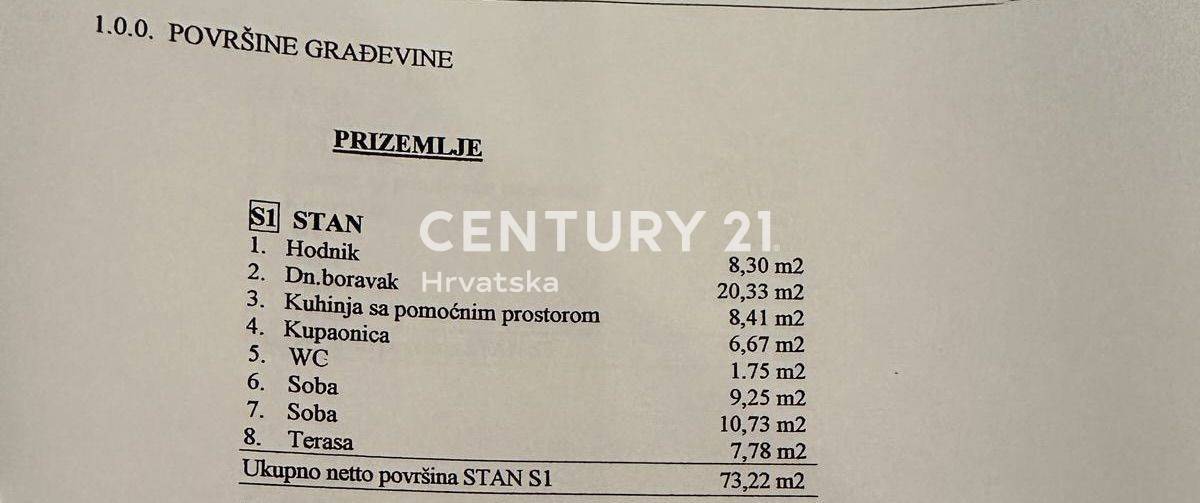 1.0.0. POVRŠINE GRAĐEVINE
PRIZEMLJE
S1 STAN
CENTURY 21.
Hrvatska
1. Hodnik 8,30 m2
2. Dn.boravak 20,33 m2
3. Kuhinja sa pomoćnim prostorom 8,41 m2
4. Kupaonica 6,67 m2
5. WC 1.75 m2
6. Soba 9,25 m2
7. Soba 10,73 m2
8. Terasa 7,78 m2
Ukupno netto površina STAN S1 73,22 m2